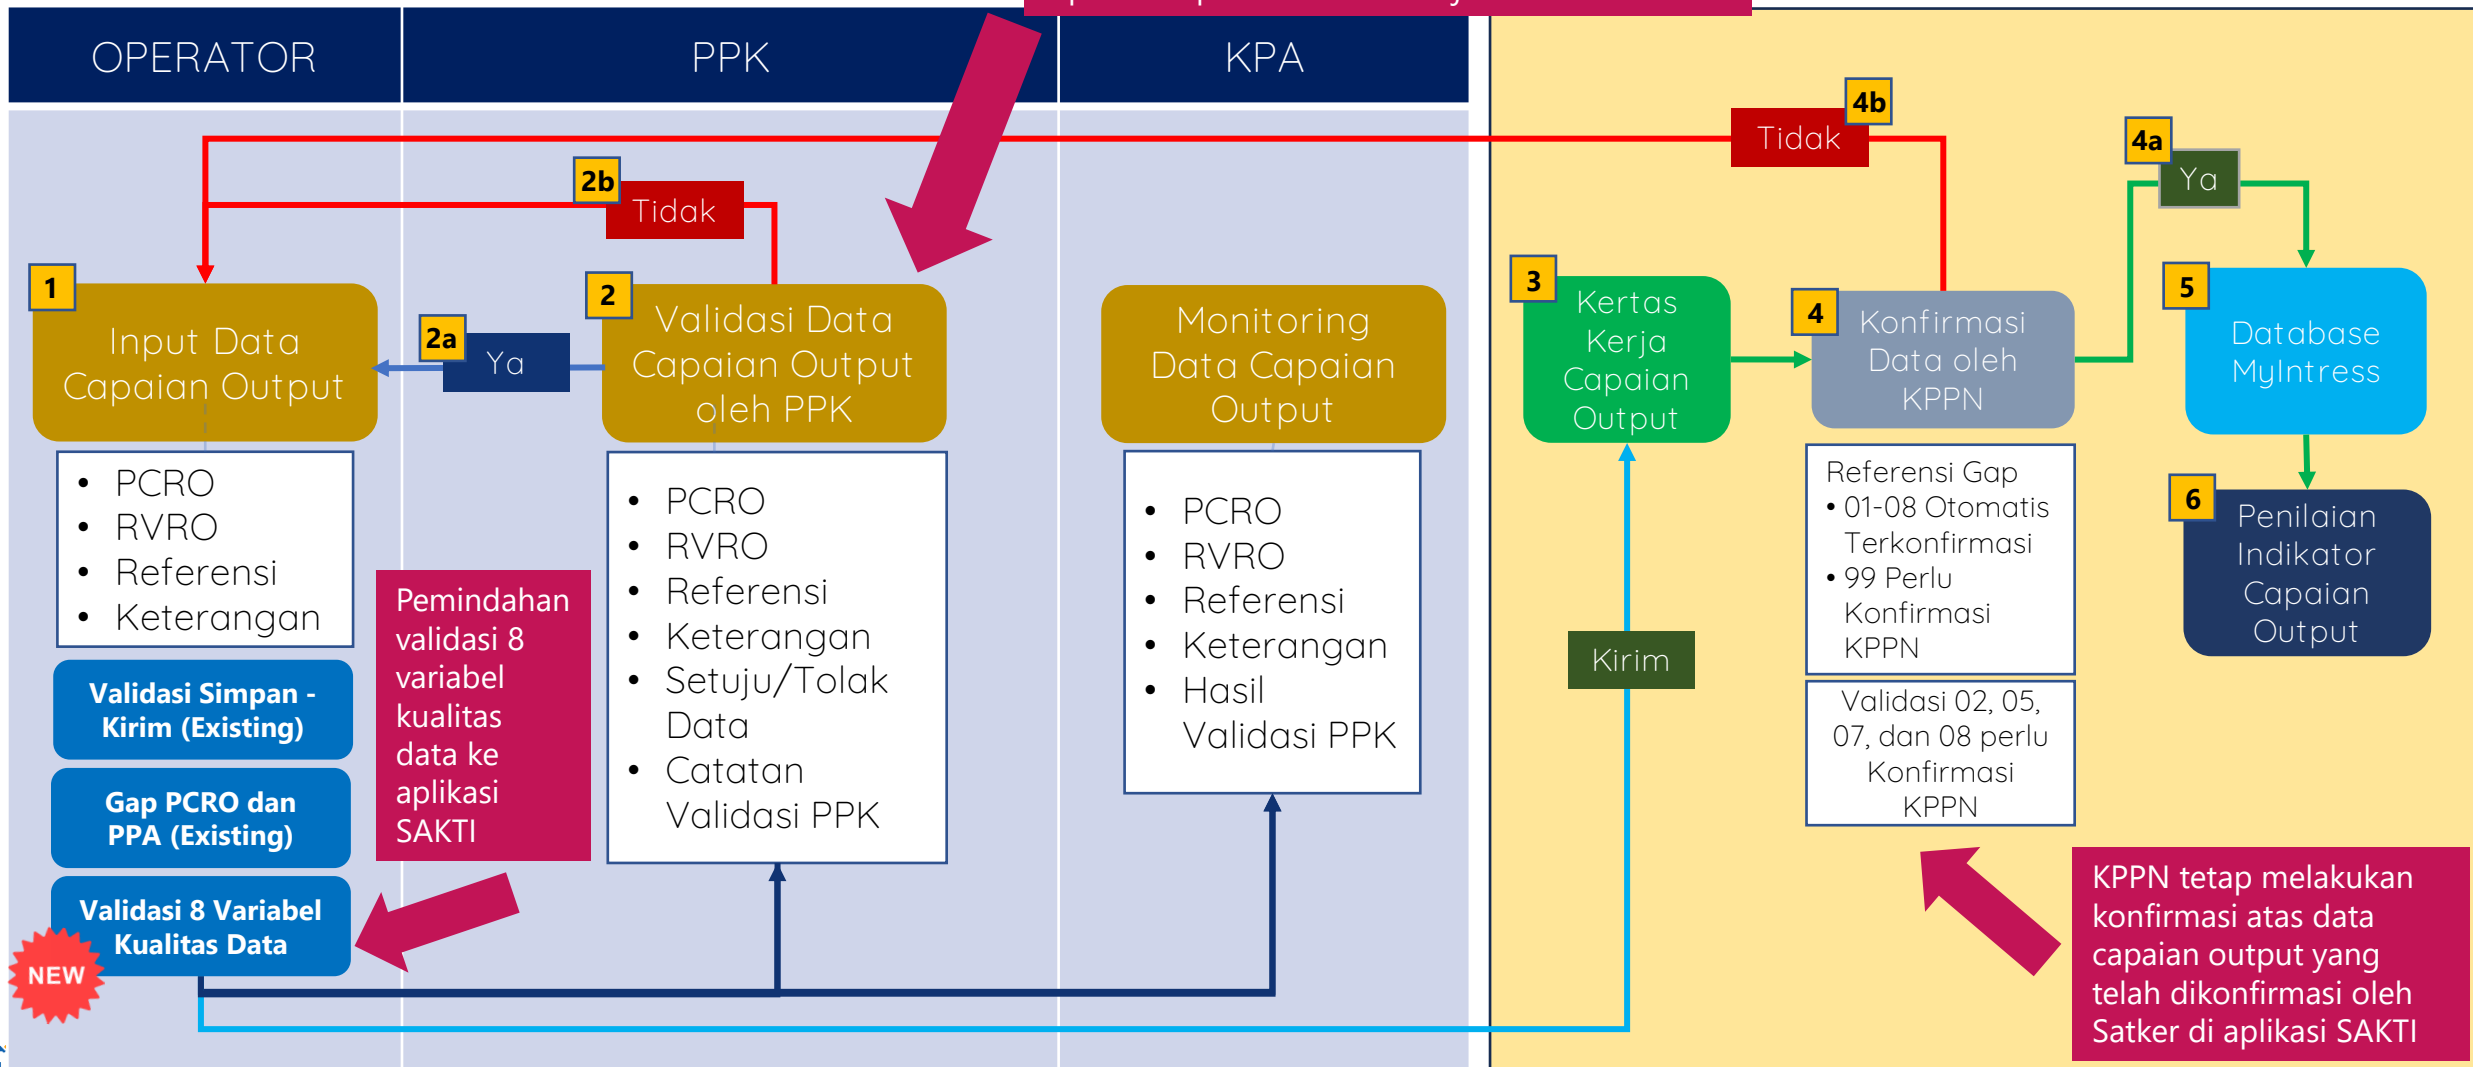 OPERATOR
PPK
KPA
4b
Tidak
4a
Ya
2b
Tidak
1
Input Data
Capaian Output
2a
Ya
2
Validasi Data
Capaian Output
oleh PPK
Monitoring
Data Capaian
Output
3
Kertas
Kerja
Capaian
Output
4
Konfirmasi
Data oleh
KPPN
5
Database
MyIntress
6
Penilaian
Indikator
Capaian
Output
• PCRO
• RVRO
• Referensi
• Keterangan
Validasi Simpan -
Kirim (Existing)
Gap PCRO dan
PPA (Existing)
Validasi 8 Variabel
Kualitas Data
NEW
Pemindahan
validasi 8
variabel
kualitas
data ke
aplikasi
SAKTI
• PCRO
• RVRO
• Referensi
• Keterangan
• Setuju/Tolak
Data
• Catatan
Validasi PPK
• PCRO
• RVRO
• Referensi
• Keterangan
• Hasil
Validasi PPK
Kirim
Referensi Gap
• 01-08 Otomatis
Terkonfirmasi
• 99 Perlu
Konfirmasi
KPPN
Validasi 02, 05,
07, dan 08 perlu
Konfirmasi
KPPN
KPPN tetap melakukan
konfirmasi atas data
capaian output yang
telah dikonfirmasi oleh
Satker di aplikasi SAKTI